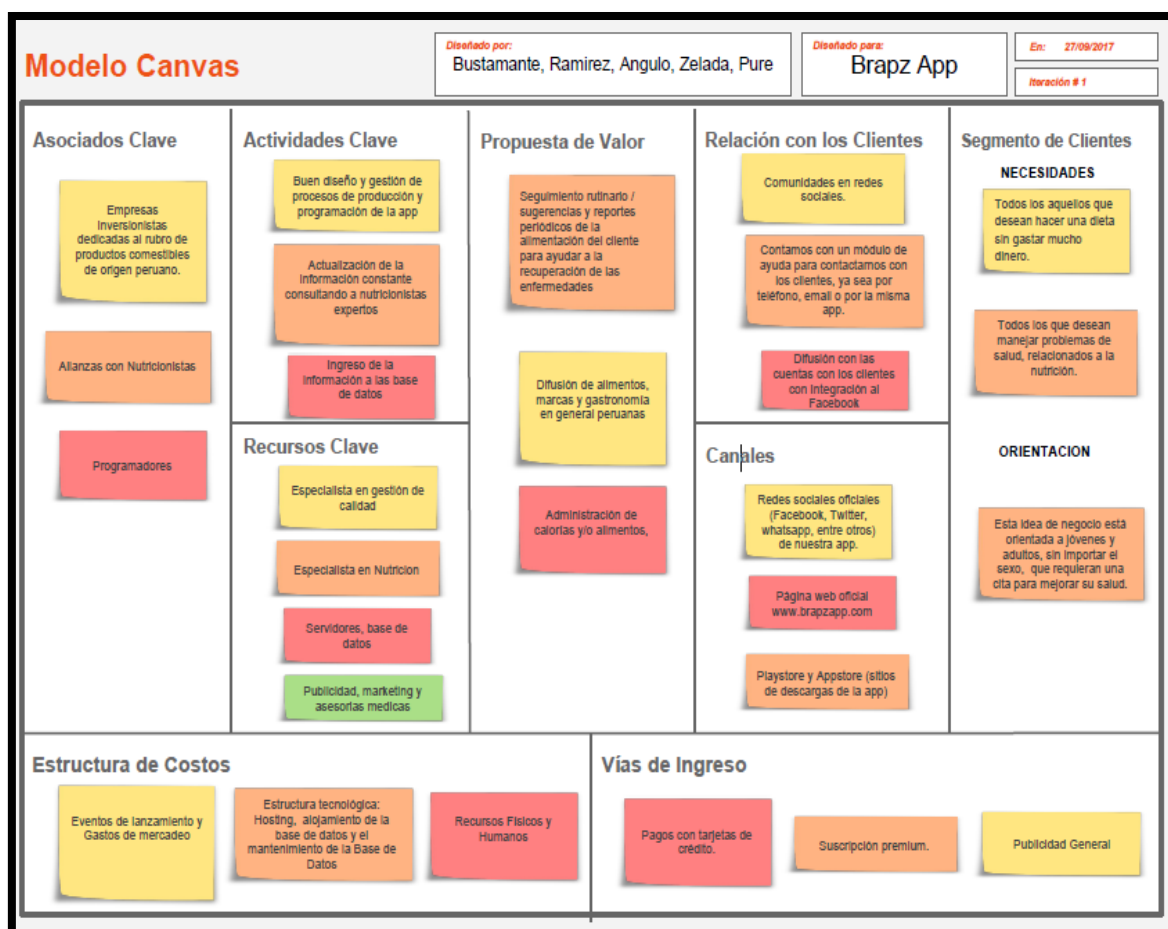 Modelo Canvas
Diseñado por:
Bustamante, Ramirez, Angulo, Zelada, Pure
Diseñado para:
Brapz App
En: 27/09/2017
Iteración # 1
Asociados Clave
Empresas
Inversionistas
dedicadas al rubro de
productos comestibles
de origen peruano.
Alianzas con Nutricionistas
Programadores
Actividades Clave
Buen diseño y gestión de
procesos de producción y
programación de la app
Actualización de la
información constante
consultando a nutricionistas
expertos
Ingreso de la
información a las base
de datos
Recursos Clave
Especialista en gestión de
calidad
Especialista en Nutricion
Servidores, base de
datos
Publicidad, marketing y
asesorias medicas
Propuesta de Valor
Seguimiento rutinario /
sugerencias y reportes
periódicos de la
alimentación del cliente
para ayudar a la
recuperación de las
enfermedades
Difusión de alimentos,
marcas y gastronomía
en general peruanas
Administración de
calorías y/o alimentos,
Relación con los Clientes
Comunidades en redes
sociales.
Contamos con un módulo de
ayuda para contactarnos con
los clientes, ya sea por
teléfono, email o por la misma
app.
Difusión con las
cuentas con los clientes
con Integración al
Facebook
Canales
Redes sociales oficiales
(Facebook, Twitter,
whatsapp, entre otros)
de nuestra app.
Página web oficial
www.brapzapp.com
Playstore y Appstore (sitios
de descargas de la app)
Segmento de Clientes
NECESIDADES
Todos los aquellos que
desean hacer una dieta
sin gastar mucho
dinero.
Todos los que desean
manejar problemas de
salud, relacionados a la
nutrición.
ORIENTACION
Esta idea de negocio está
orientada a jóvenes y
adultos, sin importar el
sexo, que requieran una
cita para mejorar su salud.
Estructura de Costos
Eventos de lanzamiento y
Gastos de mercadeo
Estructura tecnológica:
Hosting, alojamiento de la
base de datos y el
mantenimiento de la Base de
Datos
Recursos Físicos y
Humanos
Vías de Ingreso
Pagos con tarjetas de
crédito.
Suscripción premium.
Publicidad General